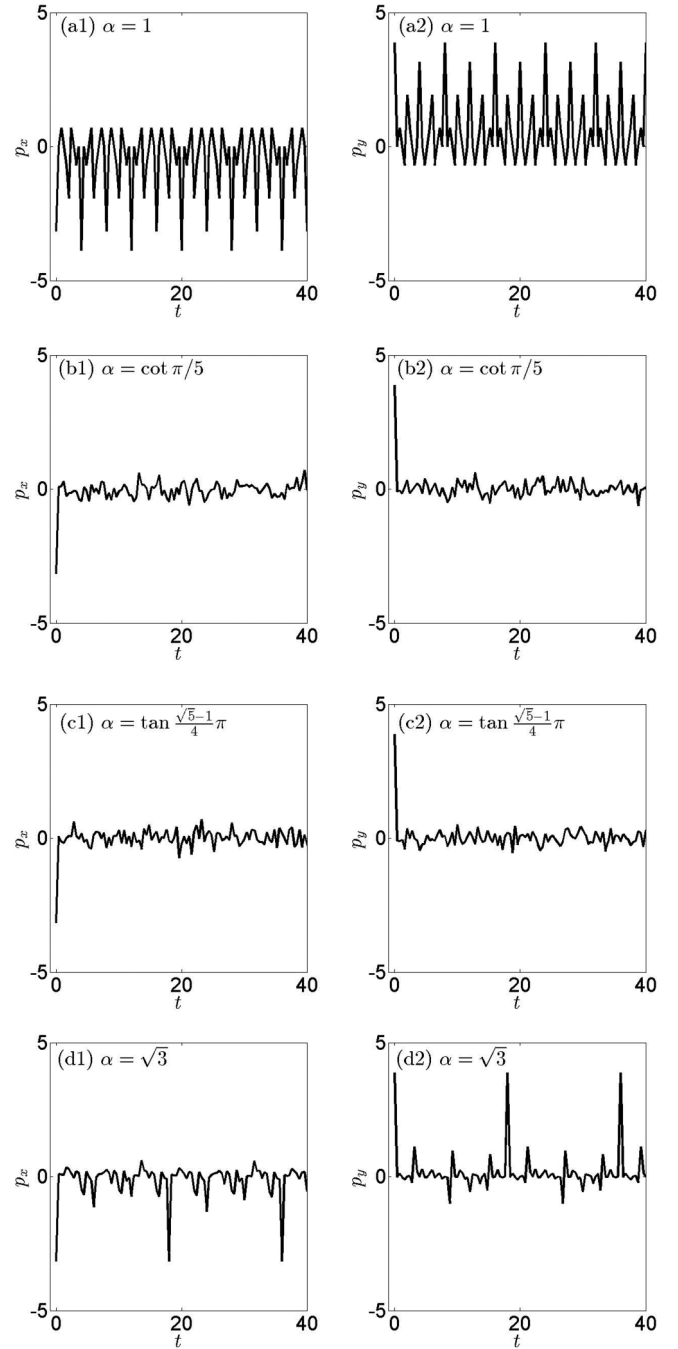 (a1) α = 1
(a2) α = 1
5
5
p_x
0
p_y
0
-5
-5
0 20 40
0 20 40
t
t
(b1) α = cot π/5
(b2) α = cot π/5
5
5
p_x
0
p_y
0
-5
-5
0 20 40
0 20 40
t
t
(c1) α = tan \frac{√5−1}{4}π
(c2) α = tan \frac{√5−1}{4}π
5
5
p_x
0
p_y
0
-5
-5
0 20 40
0 20 40
t
t
(d1) α = √3
(d2) α = √3
5
5
p_x
0
p_y
0
-5
-5
0 20 40
0 20 40
t
t